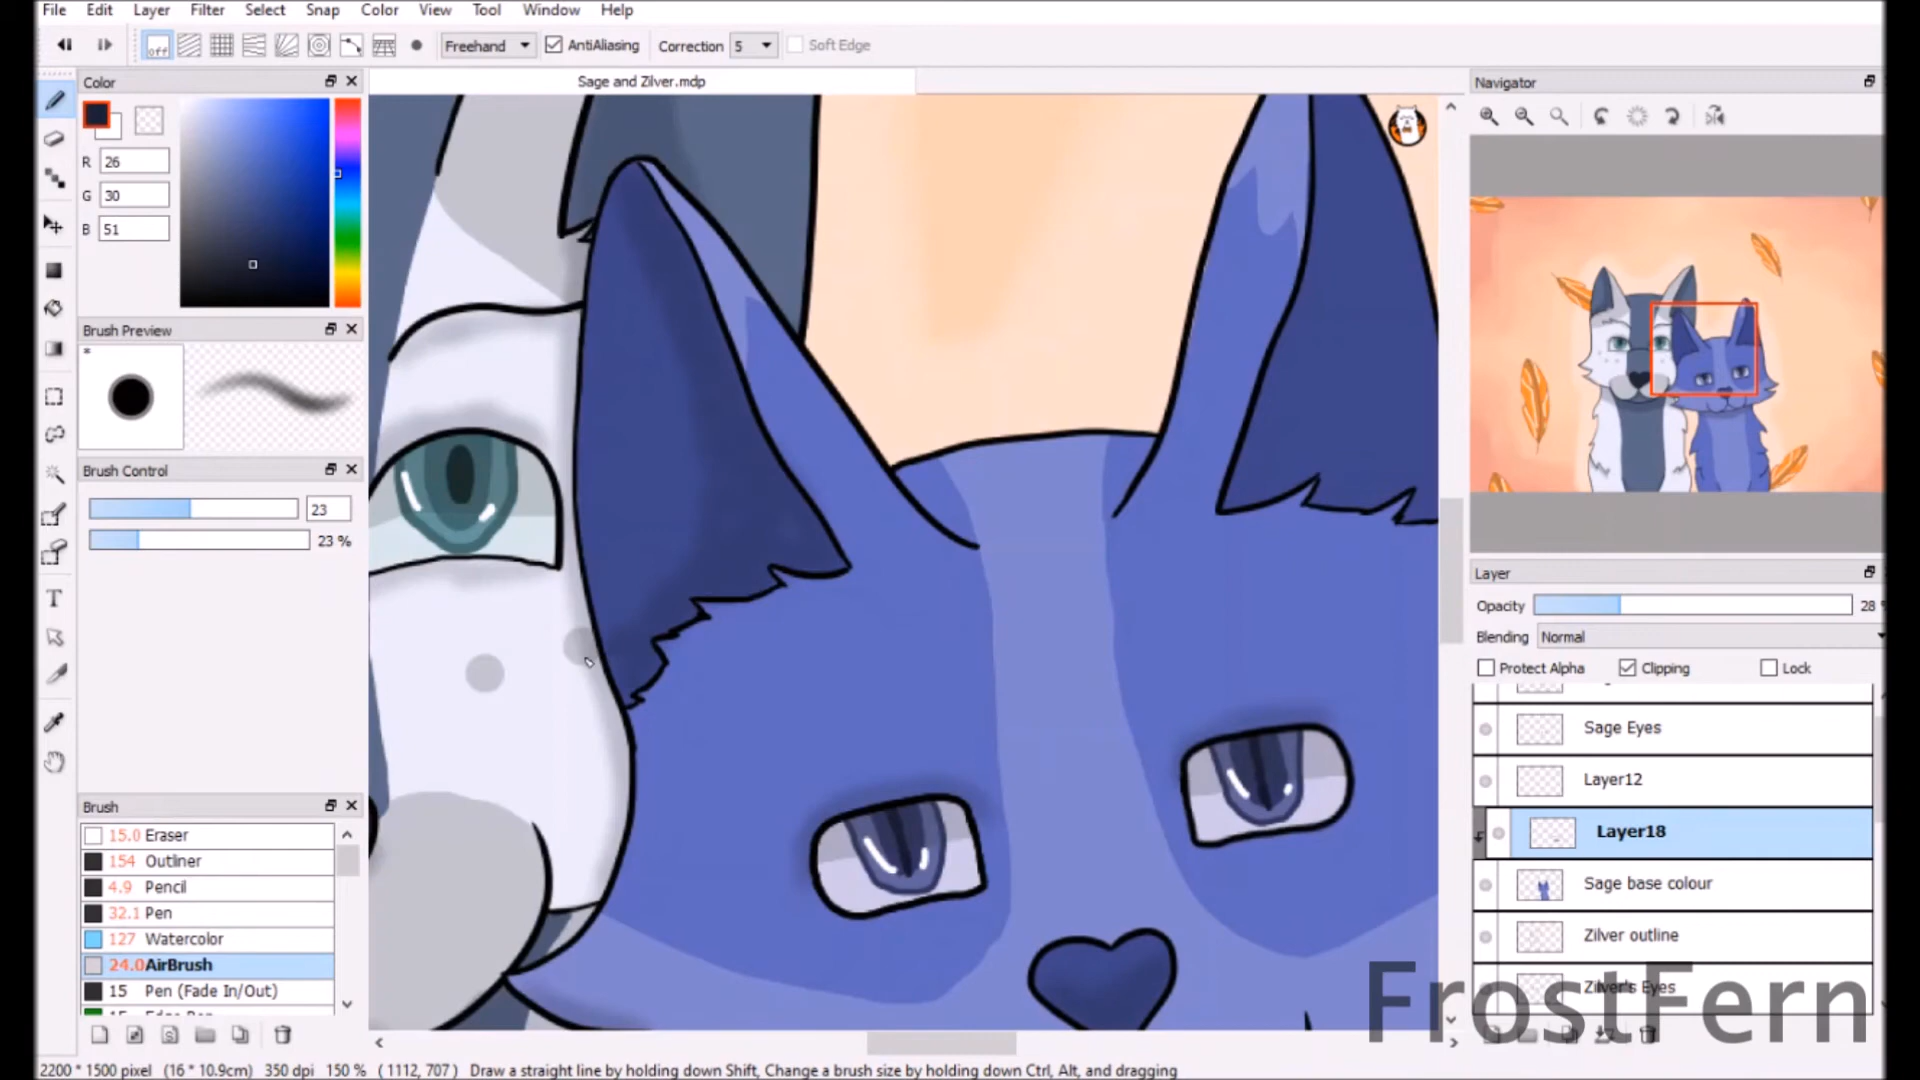 File Edit Layer Filter Select Snap Color View Tool Window Help
off Freehand AntiAliasing Correction 5 Soft Edge
Color
Sage and Zilver.mdp
Navigator
R 26
G 30
B 51
Brush Preview
*
Brush Control
23
23 %
Layer
Opacity 28
Blending Normal
Protect Alpha Clipping Lock
Sage Eyes
Layer12
Layer18
Sage base colour
Zilver outline
Zilver's Eyes
Brush
15.0 Eraser
154 Outliner
4.9 Pencil
32.1 Pen
127 Watercolor
24.0 AirBrush
15 Pen (Fade In/Out)
FrostFern
2200 * 1500 pixel (16 * 10.9cm) 350 dpi 150 % ( 1112, 707 ) Draw a straight line by holding down Shift, Change a brush size by holding down Ctrl, Alt, and dragging